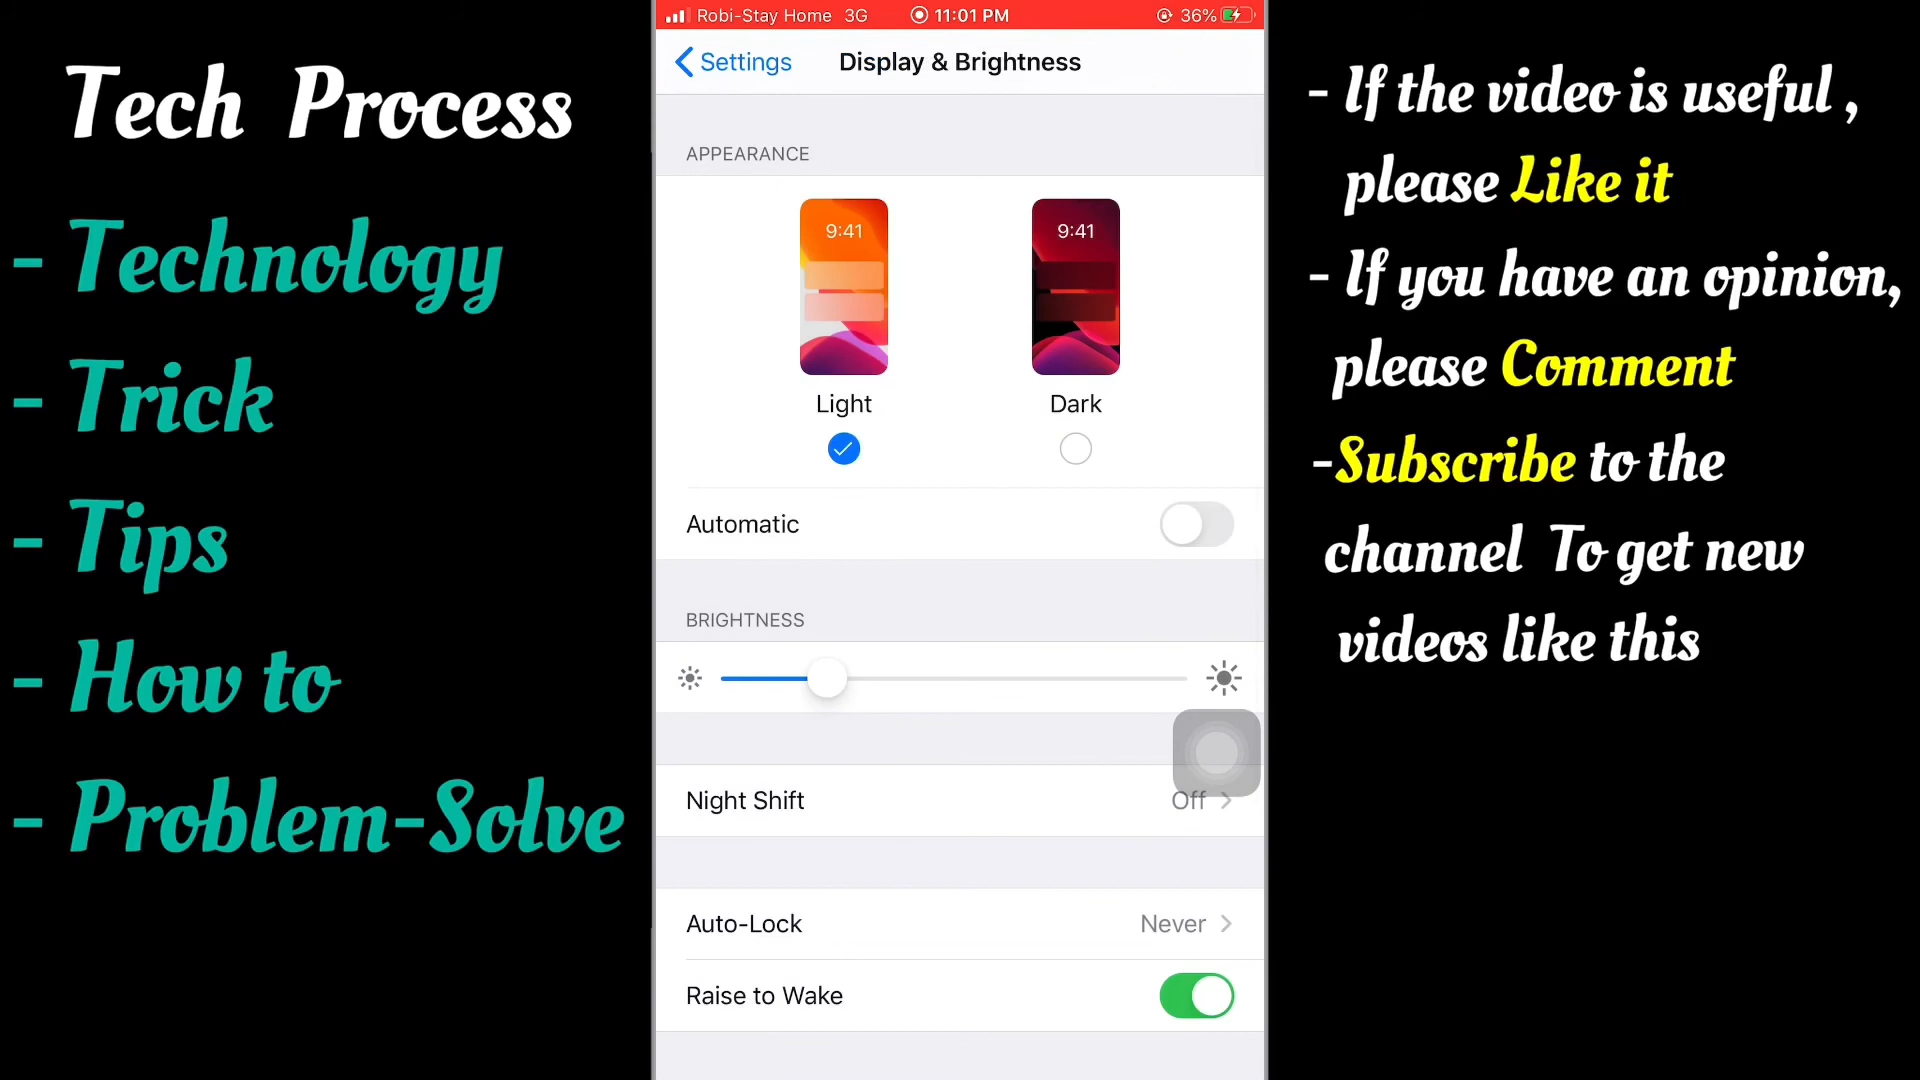 Tech Process
- Technology
- Trick
- Tips
- How to
- Problem-Solve
Robi-Stay Home 3G 11:01 PM 36%
Settings Display & Brightness
APPEARANCE
9:41 9:41
Light Dark
Automatic
BRIGHTNESS
Night Shift Off
Auto-Lock Never
Raise to Wake
- If the video is useful ,
please Like it
- If you have an opinion,
please Comment
-Subscribe to the
channel To get new
videos like this